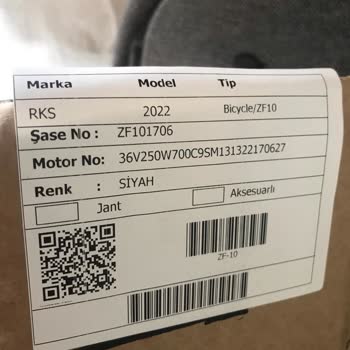 Marka Model Tip
RKS 2022 Bicycle/ZF10
Şase No : ZF101706
Motor No: 36V250W700C9SM131322170627
Renk : SİYAH
Jant Aksesuarlı
ZF-10